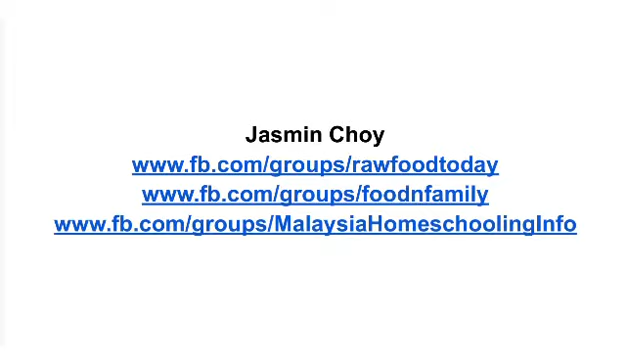 Jasmin Choy
www.fb.com/groups/rawfoodtoday
www.fb.com/groups/foodnfamily
www.fb.com/groups/MalaysiaHomeschoolingInfo